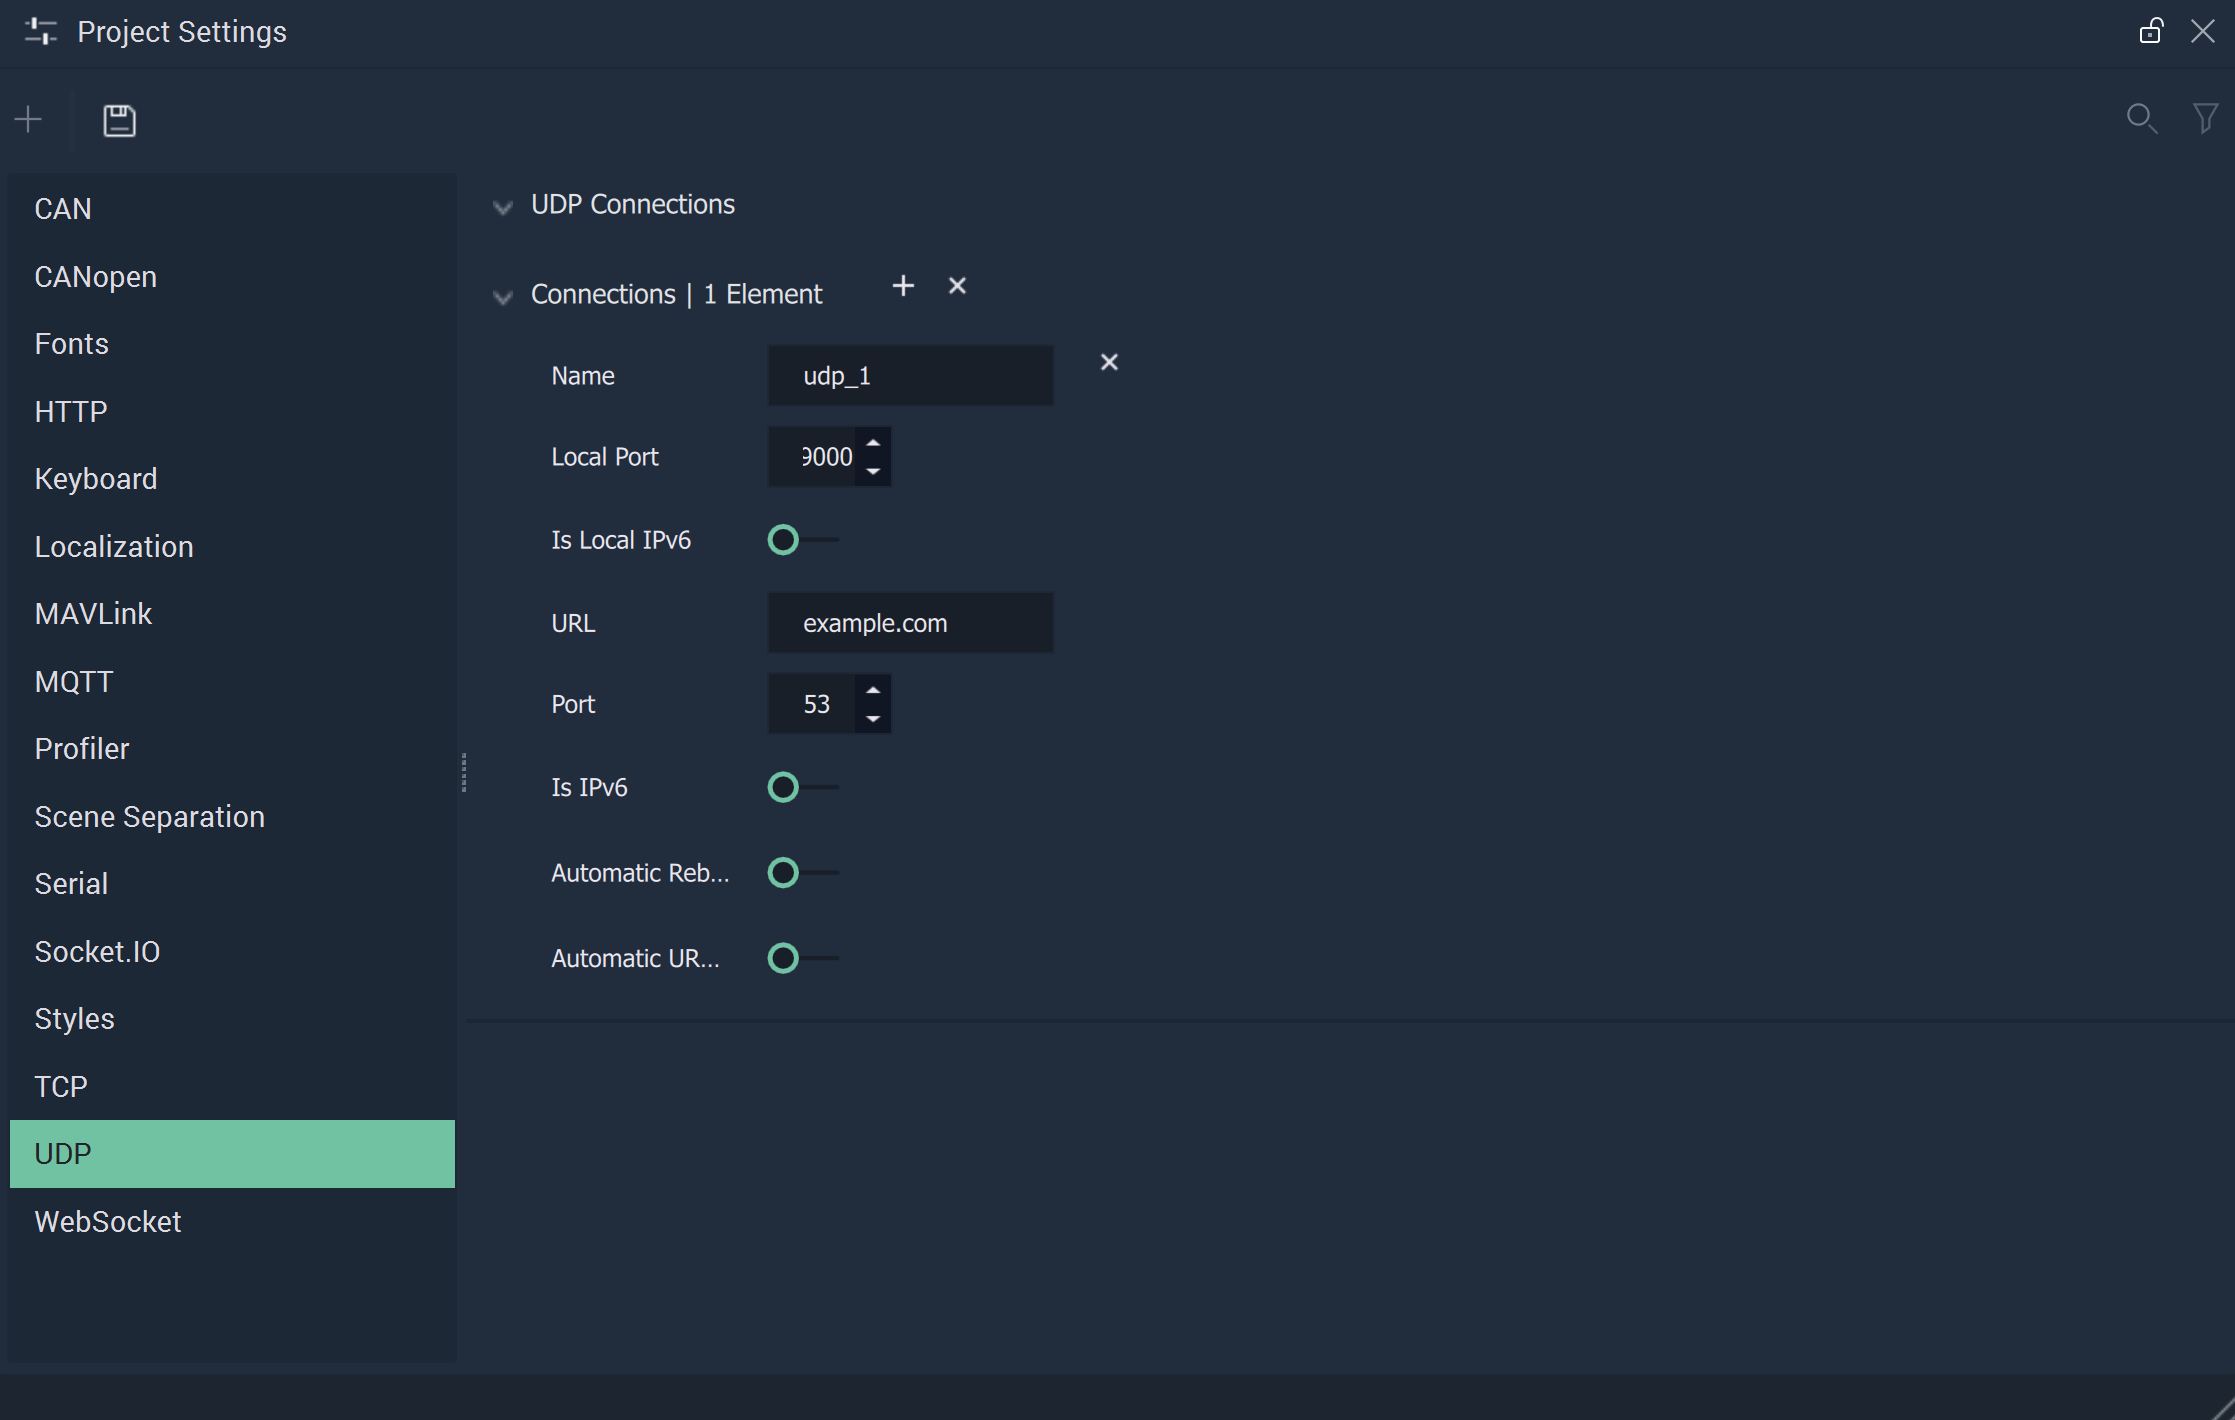 Project Settings
CAN
CANopen
Fonts
HTTP
Keyboard
Localization
MAVLink
MQTT
Profiler
Scene Separation
Serial
Socket.IO
Styles
TCP
UDP
WebSocket
UDP Connections
Connections | 1 Element
Name udp_1
Local Port 9000
Is Local IPv6
URL example.com
Port 53
Is IPv6
Automatic Reb...
Automatic UR...